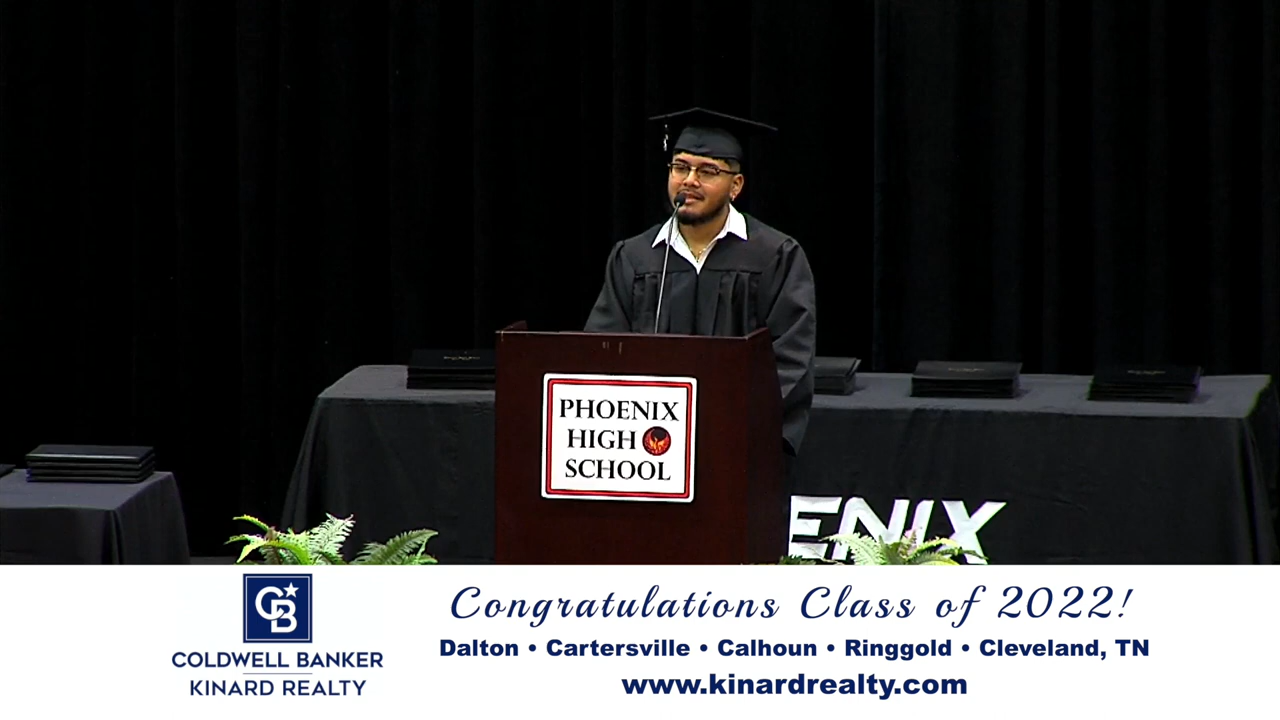 PHOENIX
HIGH
SCHOOL
ENIX
CB
COLDWELL BANKER
KINARD REALTY
Congratulations Class of 2022!
Dalton • Cartersville • Calhoun • Ringgold • Cleveland, TN
www.kinardrealty.com